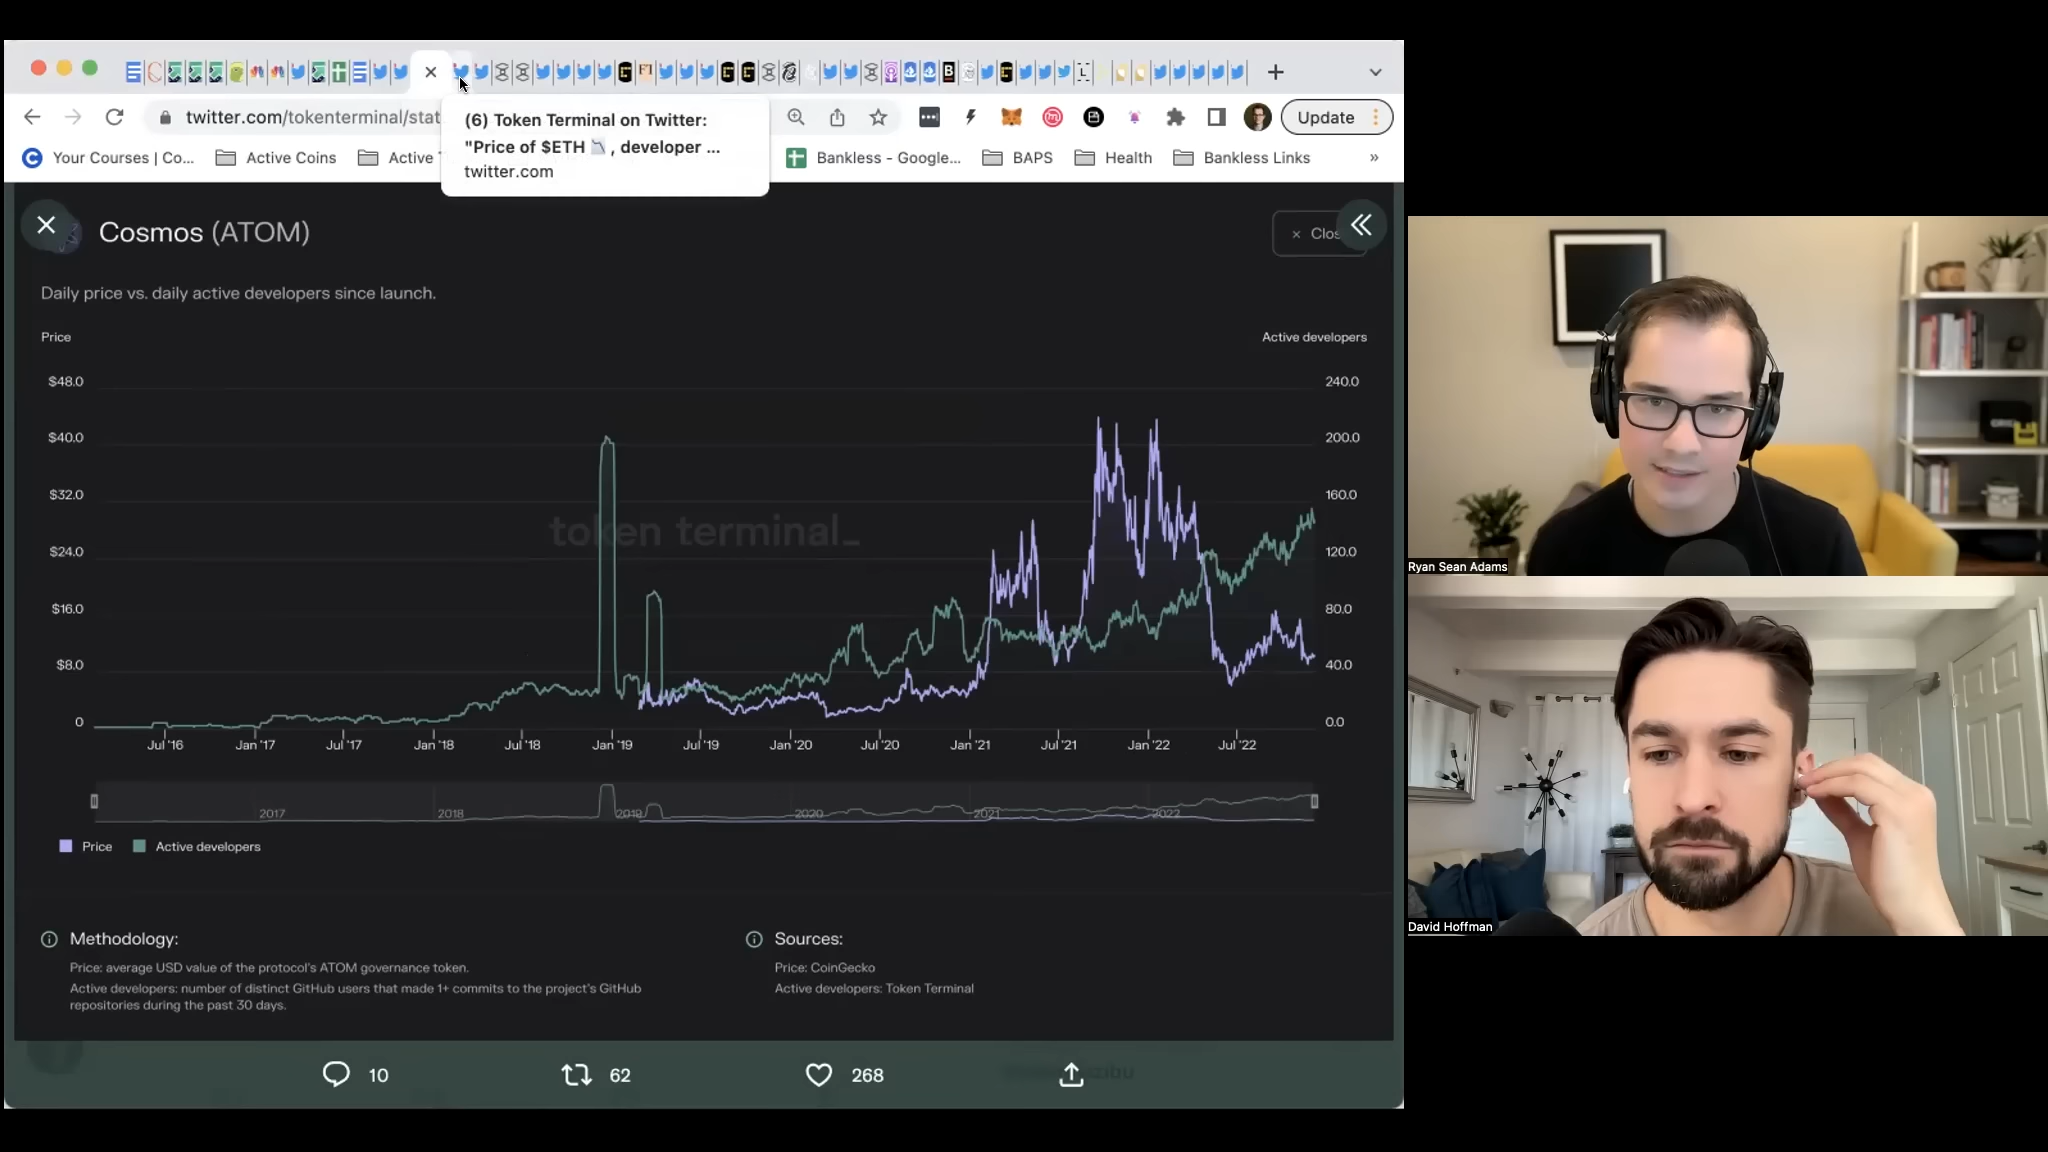 twitter.com/tokenterminal/stat
(6) Token Terminal on Twitter:
"Price of $ETH 📉, developer ...
twitter.com
Update
Your Courses | Co...
Active Coins
Active
Bankless - Google...
BAPS
Health
Bankless Links
»
Cosmos (ATOM)
× Clos
Daily price vs. daily active developers since launch.
Price
Active developers
$48.0
240.0
$40.0
200.0
$32.0
160.0
token terminal_
$24.0
120.0
$16.0
80.0
$8.0
40.0
0
0.0
Jul '16
Jan '17
Jul '17
Jan '18
Jul '18
Jan '19
Jul '19
Jan '20
Jul '20
Jan '21
Jul '21
Jan '22
Jul '22
2017
2018
2019
2020
2021
2022
Price
Active developers
Methodology:
Price: average USD value of the protocol's ATOM governance token.
Active developers: number of distinct GitHub users that made 1+ commits to the project's GitHub
repositories during the past 30 days.
Sources:
Price: CoinGecko
Active developers: Token Terminal
10
62
268
Ryan Sean Adams
David Hoffman